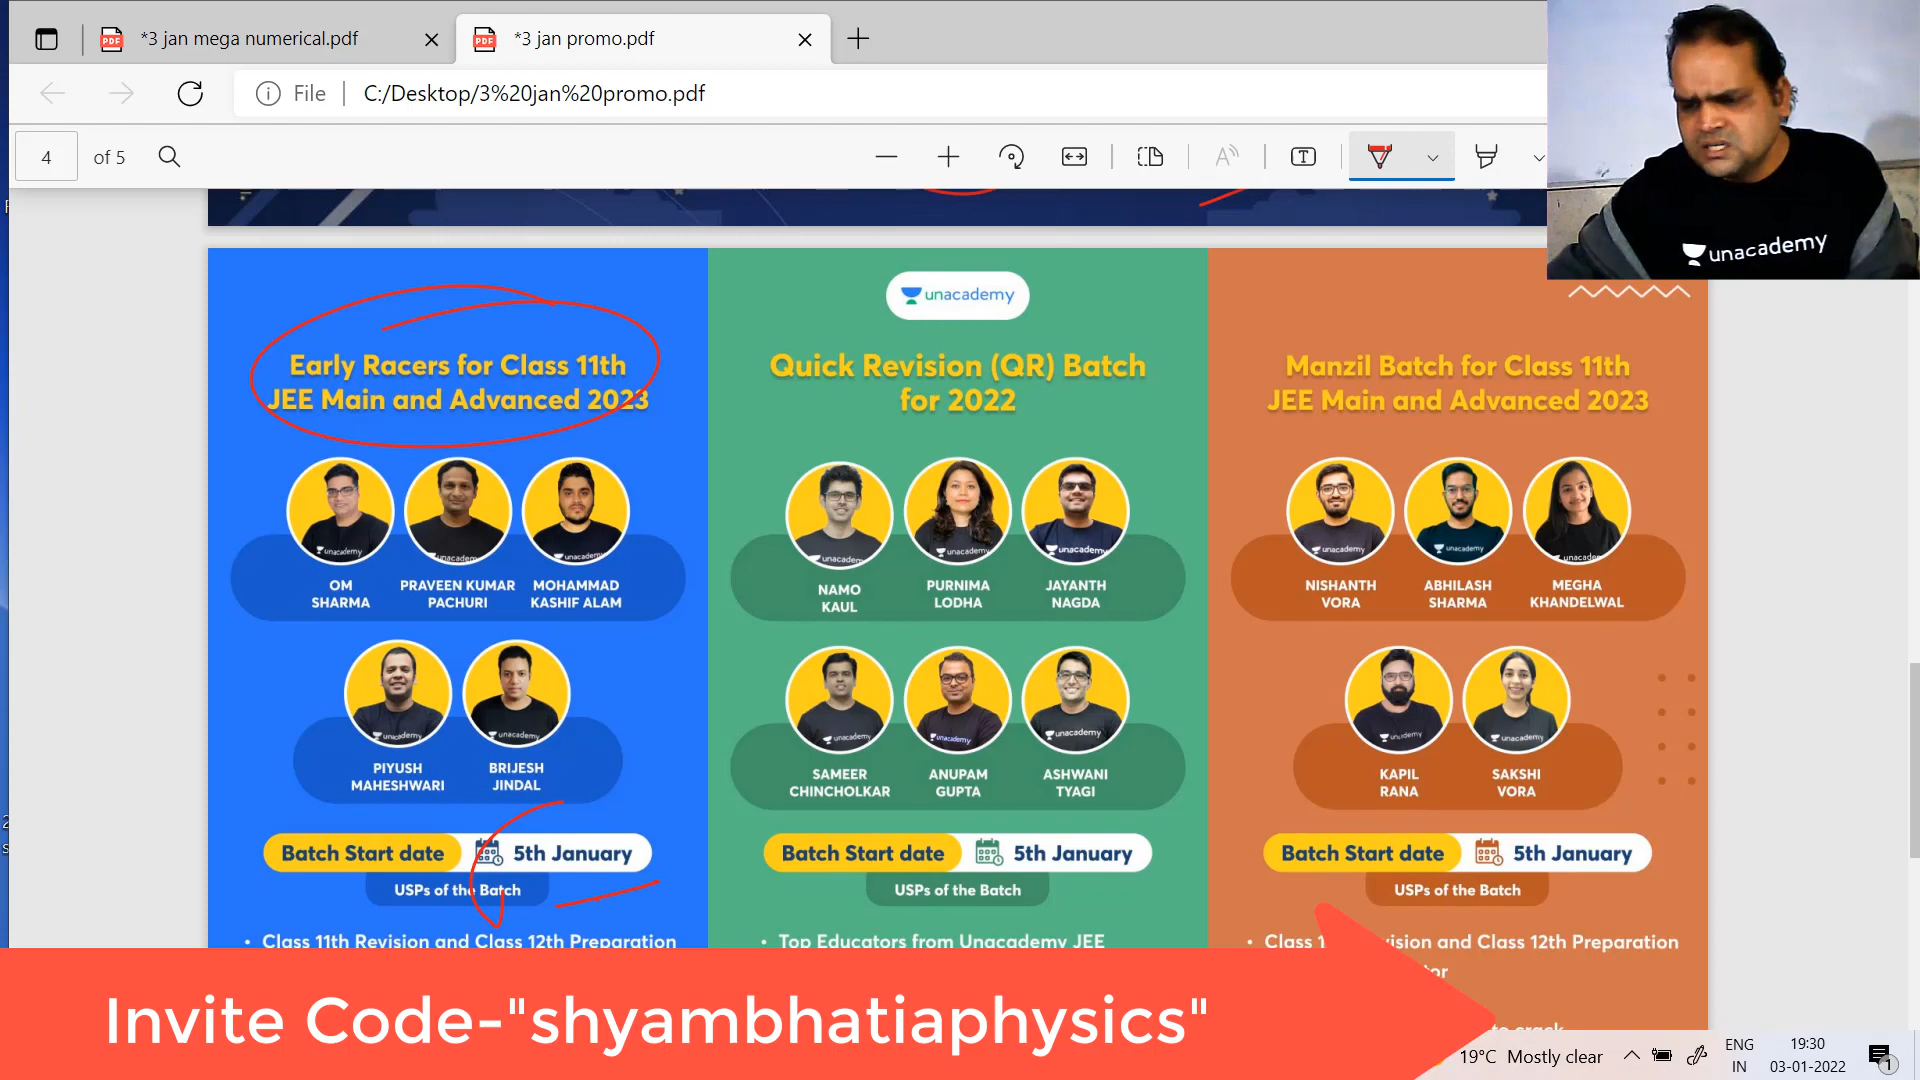 *3 jan mega numerical.pdf
*3 jan promo.pdf
File
C:/Desktop/3%20jan%20promo.pdf
4
of 5
unacademy
unacademy
Early Racers for Class 11th
JEE Main and Advanced 2023
OM
SHARMA
PRAVEEN KUMAR
PACHURI
MOHAMMAD
KASHIF ALAM
PIYUSH
MAHESHWARI
BRIJESH
JINDAL
Batch Start date
5th January
USPs of the Batch
• Class 11th Revision and Class 12th Preparation
Quick Revision (QR) Batch
for 2022
NAMO
KAUL
PURNIMA
LODHA
JAYANTH
NAGDA
SAMEER
CHINCHOLKAR
ANUPAM
GUPTA
ASHWANI
TYAGI
Batch Start date
5th January
USPs of the Batch
• Top Educators from Unacademy JEE
Manzil Batch for Class 11th
JEE Main and Advanced 2023
NISHANTH
VORA
ABHILASH
SHARMA
MEGHA
KHANDELWAL
KAPIL
RANA
SAKSHI
VORA
Batch Start date
5th January
USPs of the Batch
and Class 12th Preparation
Invite Code-"shyambhatiaphysics"
19°C Mostly clear
ENG
IN
19:30
03-01-2022
1